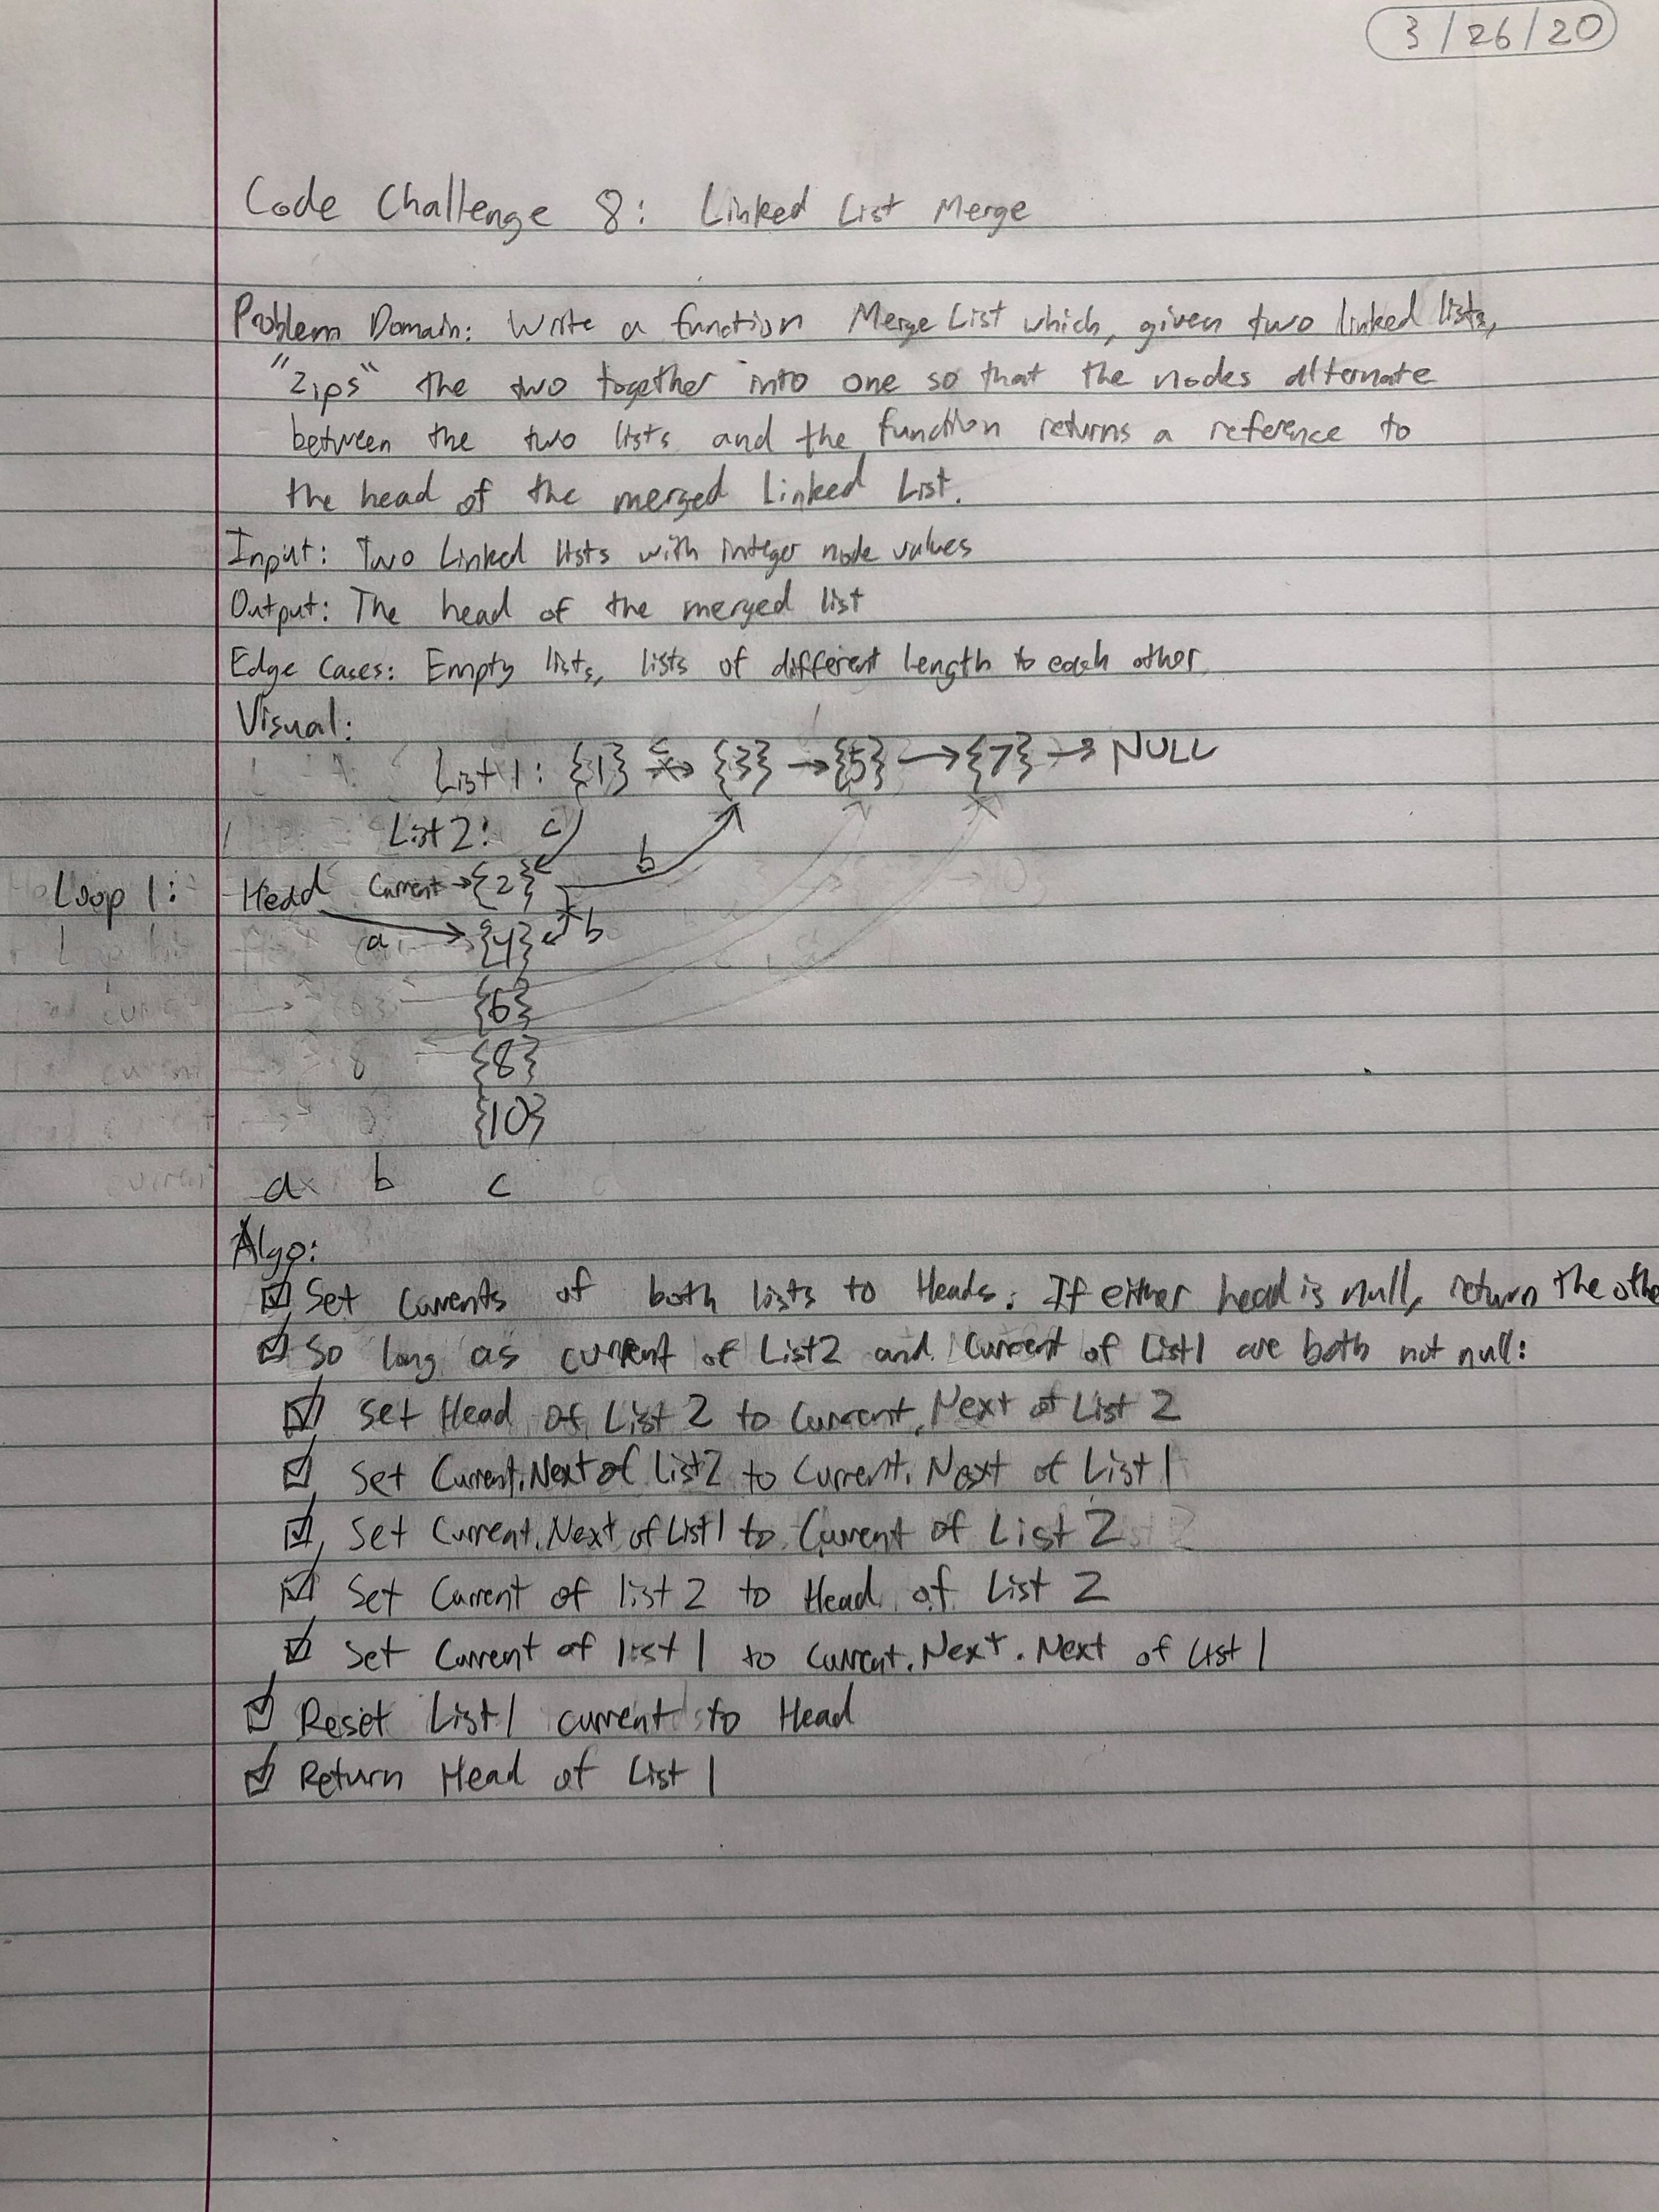 3/26/20
Code Challenge 8: Linked List Merge
Problem Domain: Write a function Merge List which, given two linked lists,
"Zips" the two together into one so that the nodes alternate
between the two lists and the function returns a reference to
the head of the merged Linked List.
Input: Two Linked lists with integer node values
Output: The head of the merged list
Edge Cases: Empty lists, lists of different length to each other
Visual:
List 1: {1} → c {3} → {5} → {7} → NULL
List 2: c
Loop 1: Head Current → {2} b
a {4} b
{6}
{8}
{10}
a b c
Algo:
☑ Set Currents of both lists to Heads. If either head is null, return the othe
☑ So long as current of List2 and Current of List1 are both not null:
☑ Set Head of List 2 to Current.Next of List 2
☑ Set Current.Next of List2 to Current.Next of List 1
☑ Set Current.Next of List1 to Current of List 2
☑ Set Current of list 2 to Head of List 2
☑ Set Current of list 1 to Current.Next.Next of List 1
☑ Reset List1 current to Head
☑ Return Head of List 1